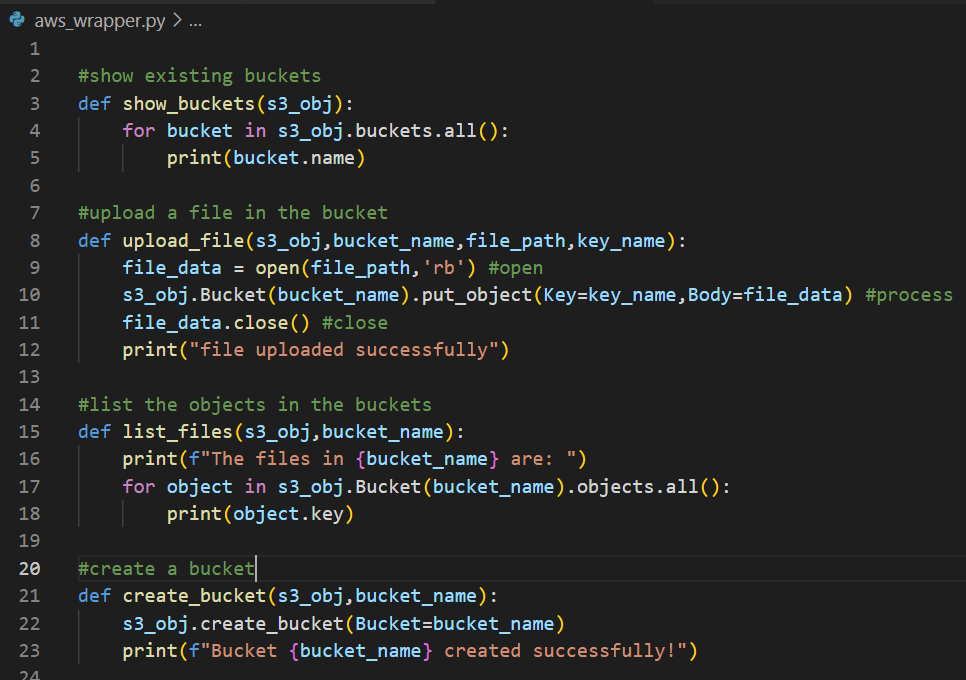 aws_wrapper.py > ...
1
2 #show existing buckets
3 def show_buckets(s3_obj):
4     for bucket in s3_obj.buckets.all():
5         print(bucket.name)
6
7 #upload a file in the bucket
8 def upload_file(s3_obj,bucket_name,file_path,key_name):
9     file_data = open(file_path,'rb') #open
10     s3_obj.Bucket(bucket_name).put_object(Key=key_name,Body=file_data) #process
11     file_data.close() #close
12     print("file uploaded successfully")
13
14 #list the objects in the buckets
15 def list_files(s3_obj,bucket_name):
16     print(f"The files in {bucket_name} are: ")
17     for object in s3_obj.Bucket(bucket_name).objects.all():
18         print(object.key)
19
20 #create a bucket
21 def create_bucket(s3_obj,bucket_name):
22     s3_obj.create_bucket(Bucket=bucket_name)
23     print(f"Bucket {bucket_name} created successfully!")
24